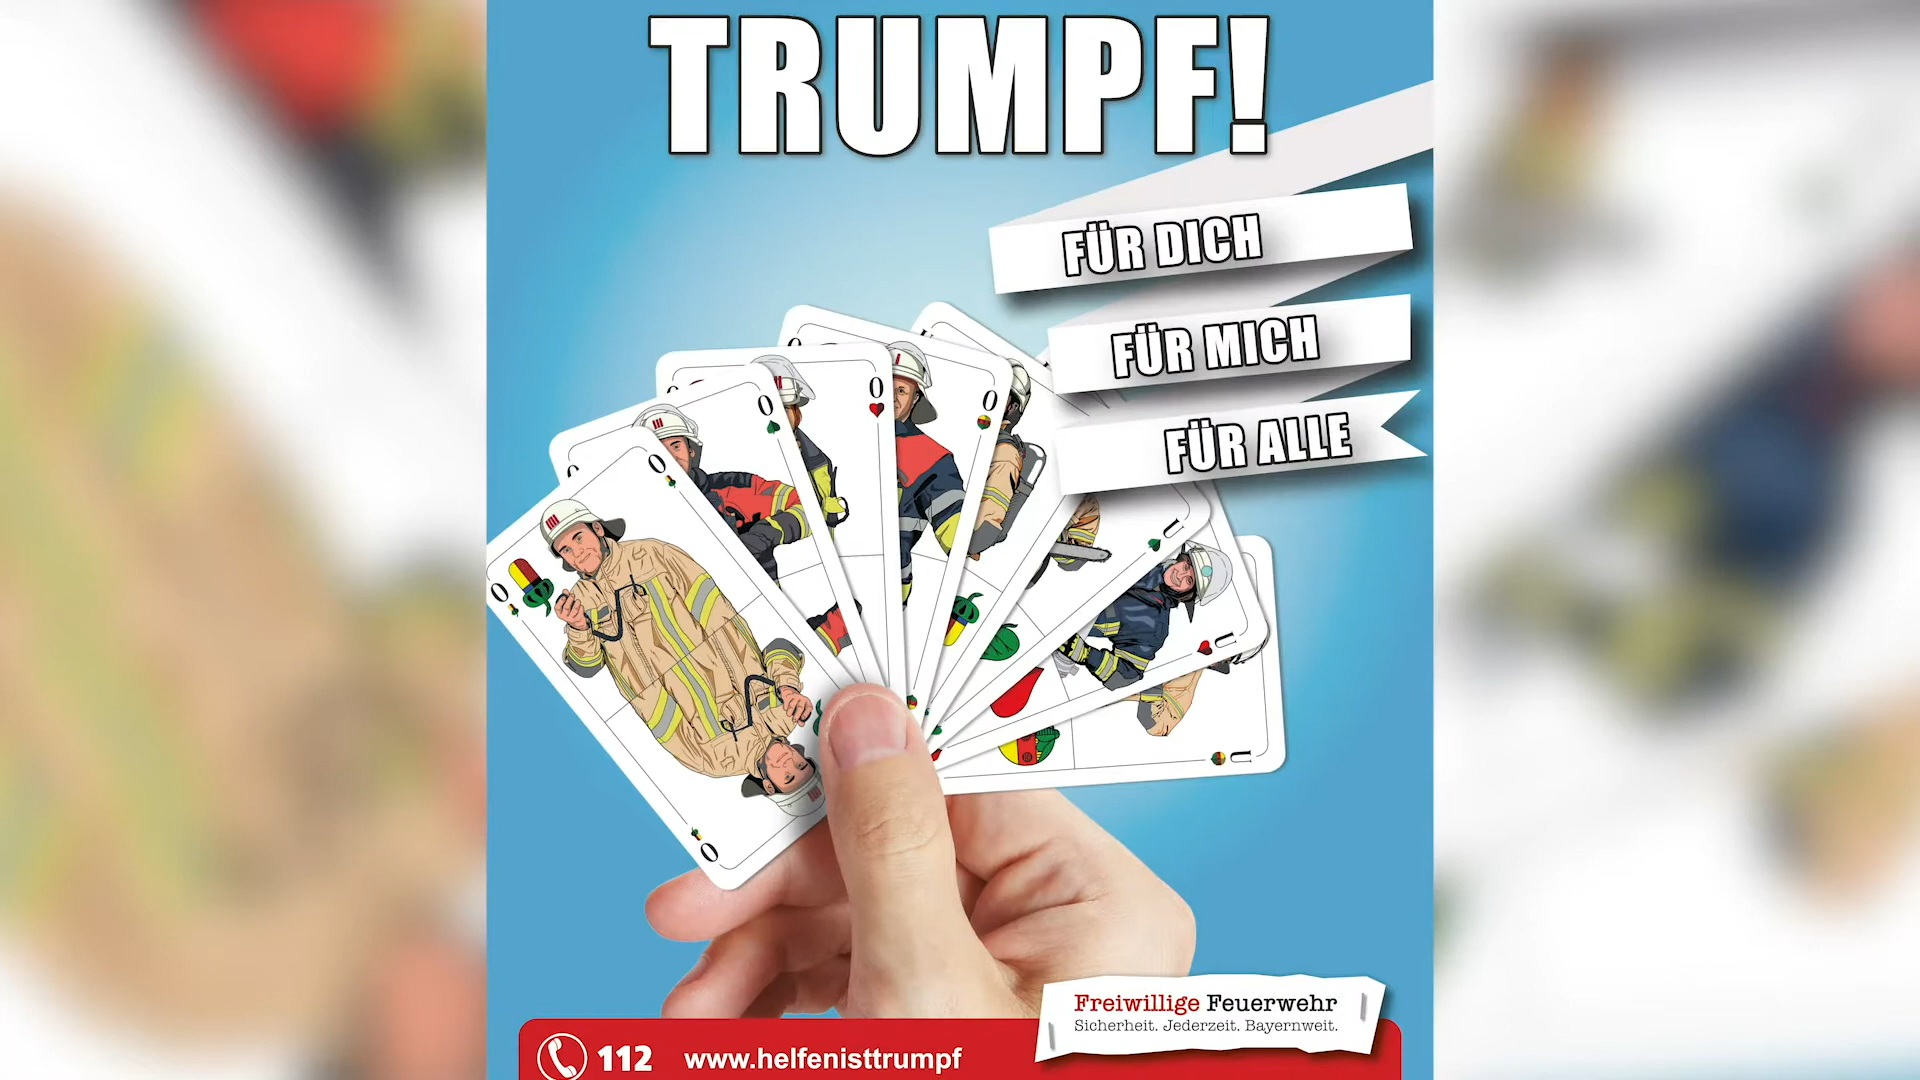 TRUMPF!
FÜR DICH
FÜR MICH
FÜR ALLE
O
O
O
O
O
U
U
U
O
O
Freiwillige Feuerwehr
Sicherheit. Jederzeit. Bayernweit.
112 www.helfenisttrumpf